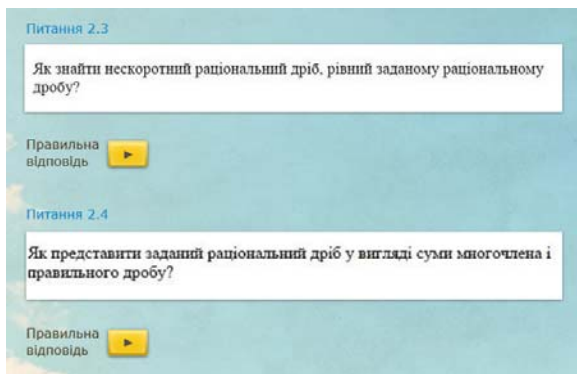 Питання 2.3
Як знайти нескоротний раціональний дріб, рівний заданому раціональному
дробу?
Правильна
відповідь
Питання 2.4
Як представити заданий раціональний дріб у вигляді суми многочлена і
правильного дробу?
Правильна
відповідь